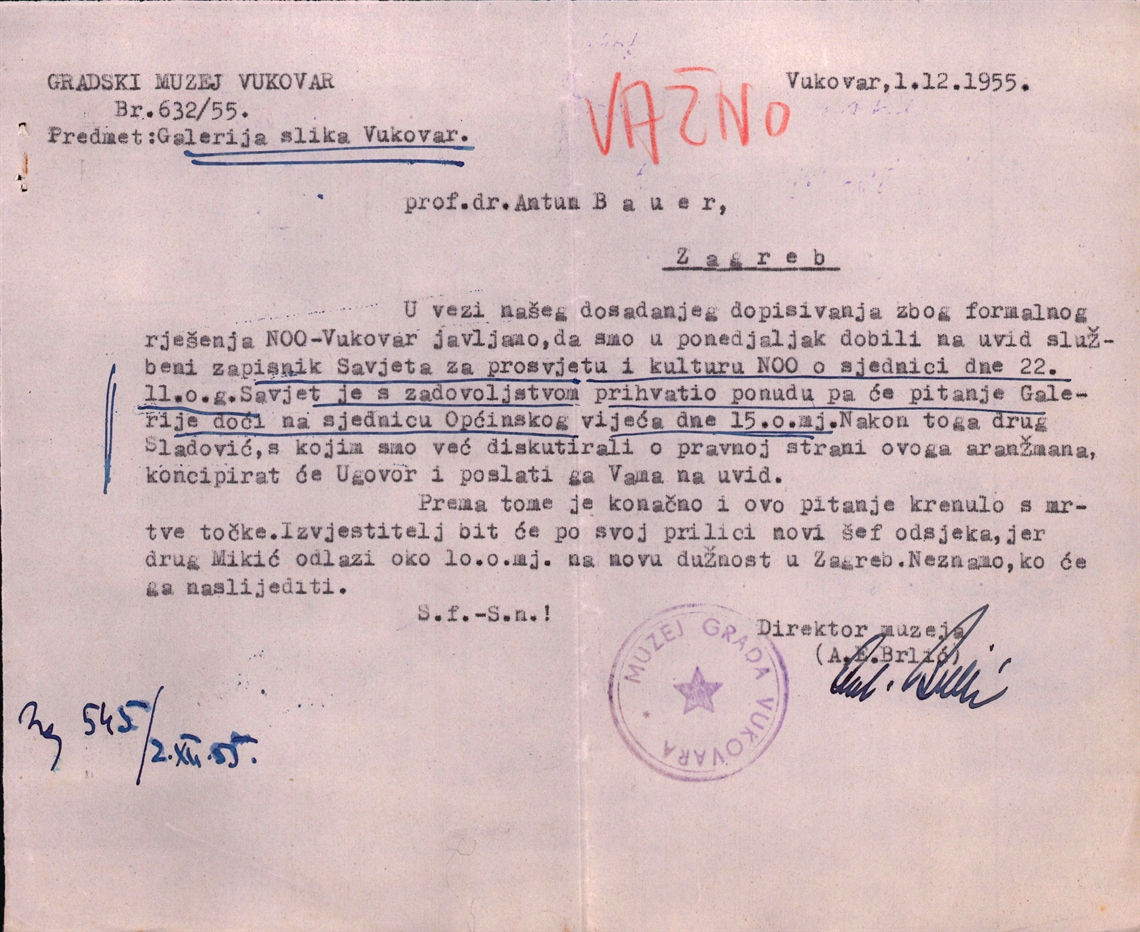 GRADSKI MUZEJ VUKOVAR
Vukovar,1.12.1955.
Br.632/55.
VAŽNO
Predmet:Galerija slika Vukovar.
prof.dr.Antun B a u e r,
Z a g r e b
U vezi našeg dosadanjeg dopisivanja zbog formalnog
rješenja NOO-Vukovar javljamo,da smo u ponedjaljak dobili na uvid služ-
beni zapisnik Savjeta za prosvjetu i kulturu NOO o sjednici dne 22.
11.o.g.Savjet je s zadovoljstvom prihvatio ponudu pa će pitanje Gale-
rije doći na sjednicu Općinskog vijeća dne 15.o.mj.Nakon toga drug
Sladović,s kojim smo već diskutirali o pravnoj strani ovoga aranžmana,
koncipirat će Ugovor i poslati ga Vama na uvid.
Prema tome je konačno i ovo pitanje krenulo s mr-
tve točke.Izvjestitelj bit će po svoj prilici novi šef odsjeka,jer
drug Mikić odlazi oko lo.o.mj. na novu dužnost u Zagreb.Neznamo,ko će
ga naslijediti.
S.f.-S.n.!
Direktor muzeja
(A.E.Brlić)
MUZEJ GRADA VUKOVARA
545/2.XII.55.